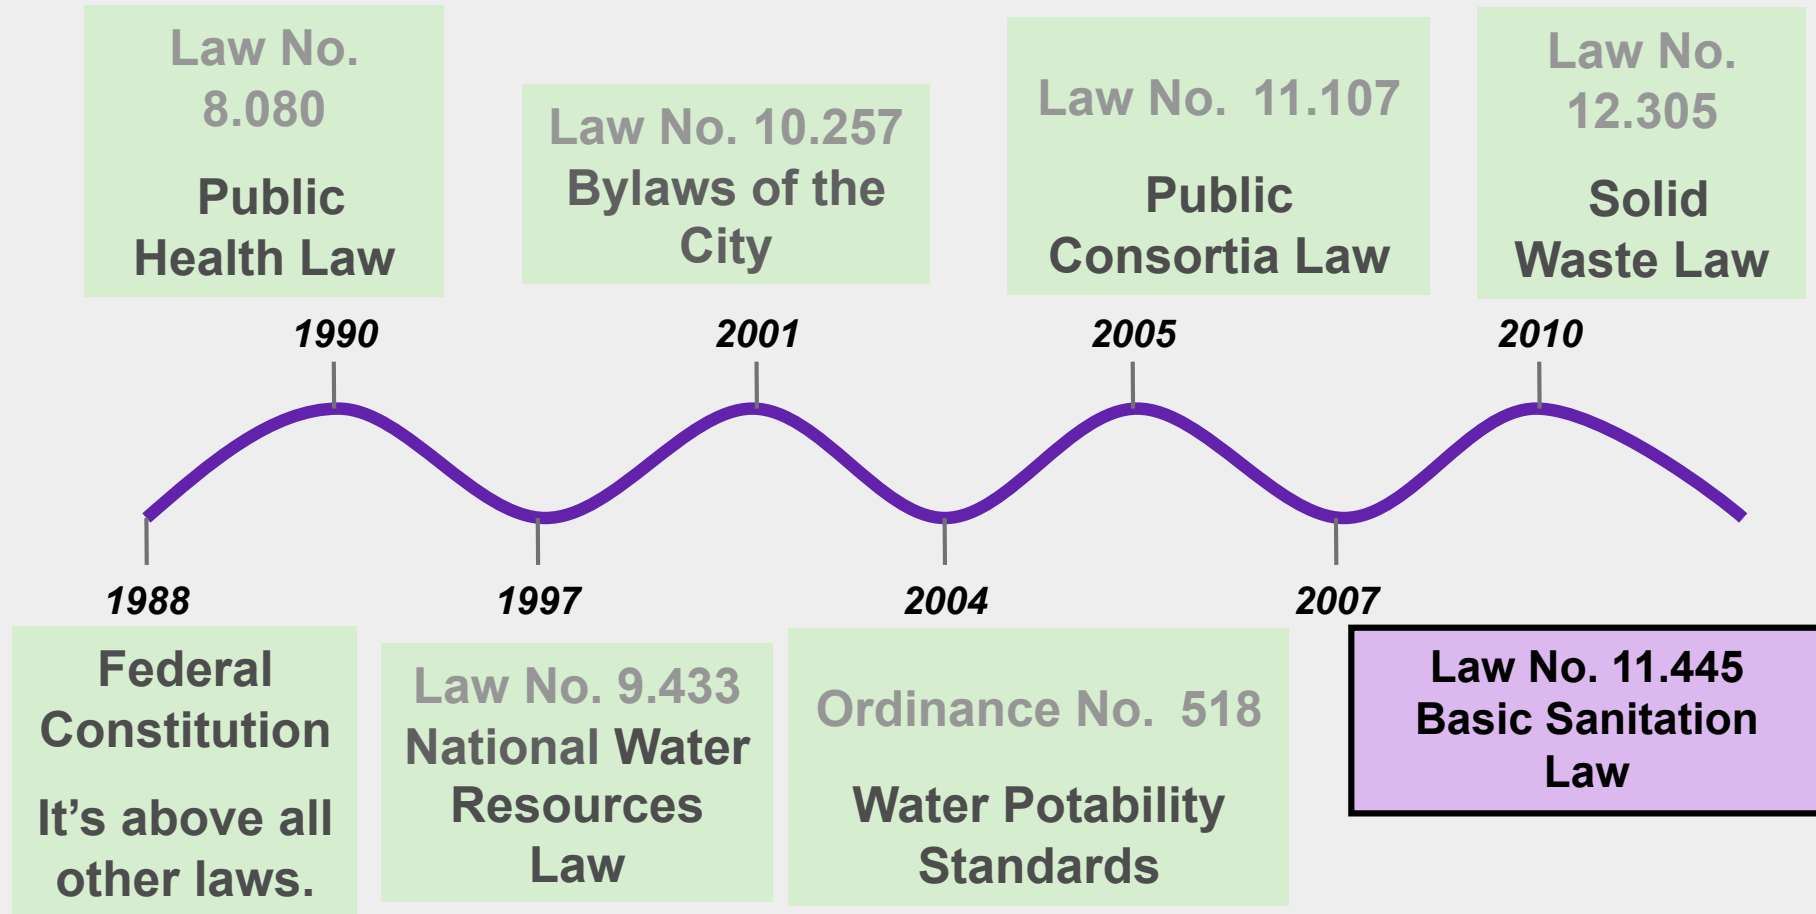 Law No.
8.080
Public
Health Law
1990
Law No. 10.257
Bylaws of the
City
2001
Law No. 11.107
Public
Consortia Law
2005
Law No.
12.305
Solid
Waste Law
2010
1988
Federal
Constitution
It’s above all
other laws.
1997
Law No. 9.433
National Water
Resources
Law
2004
Ordinance No. 518
Water Potability
Standards
2007
Law No. 11.445
Basic Sanitation
Law